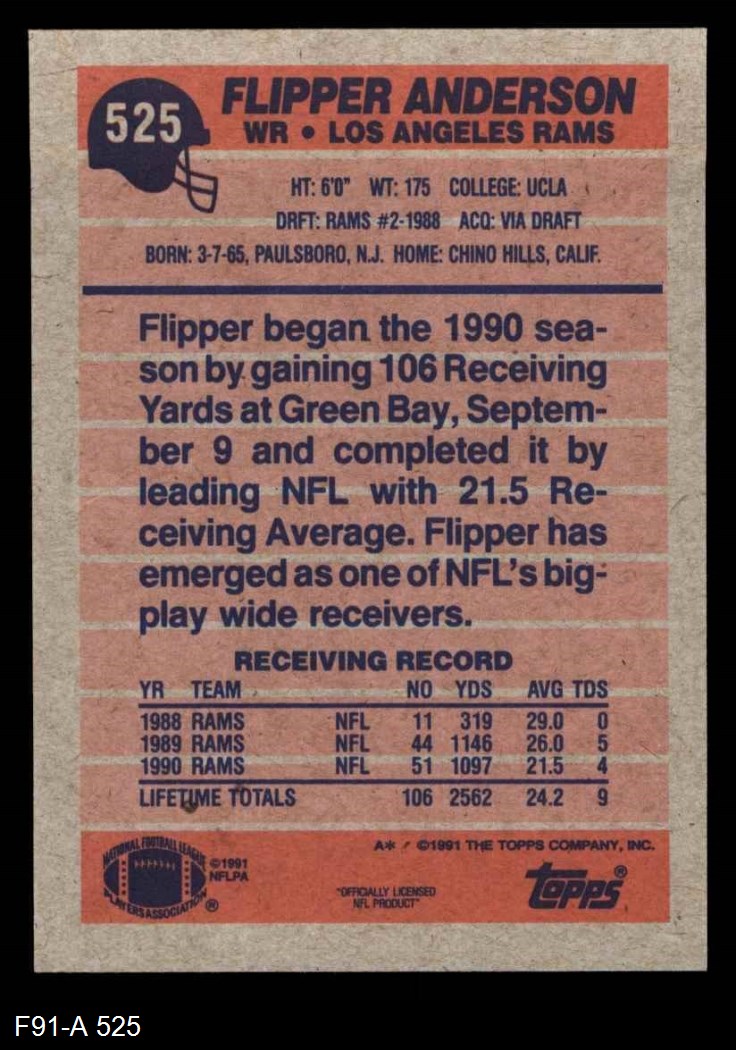 525
FLIPPER ANDERSON
WR • LOS ANGELES RAMS
HT: 6'0" WT: 175 COLLEGE: UCLA
DRFT: RAMS #2-1988 ACQ: VIA DRAFT
BORN: 3-7-65, PAULSBORO, N.J. HOME: CHINO HILLS, CALIF.
Flipper began the 1990 sea-
son by gaining 106 Receiving
Yards at Green Bay, Septem-
ber 9 and completed it by
leading NFL with 21.5 Re-
ceiving Average. Flipper has
emerged as one of NFL's big-
play wide receivers.
RECEIVING RECORD
YR TEAM NO YDS AVG TDS
1988 RAMS NFL 11 319 29.0 0
1989 RAMS NFL 44 1146 26.0 5
1990 RAMS NFL 51 1097 21.5 4
LIFETIME TOTALS 106 2562 24.2 9
A* ©1991 THE TOPPS COMPANY, INC.
NATIONAL FOOTBALL LEAGUE
PLAYERS ASSOCIATION ®
©1991
NFLPA
"OFFICIALLY LICENSED
NFL PRODUCT"
topps®
F91-A 525